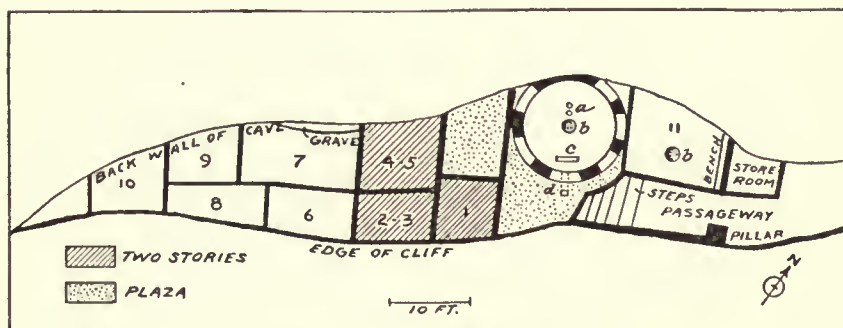 a
b
c
d
BACK WALL OF CAVE
GRAVE
10
9
7
4-5
8
6
2-3
1
11
b
BENCH
STORE
ROOM
STEPS
PASSAGEWAY
PILLAR
EDGE OF CLIFF
TWO STORIES
PLAZA
10 FT.
N